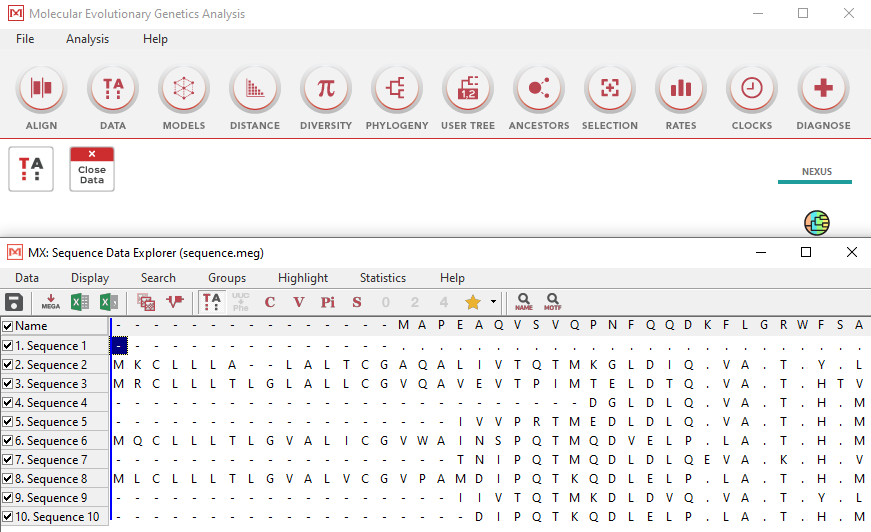 Molecular Evolutionary Genetics Analysis
File Analysis Help
TA π 12
ALIGN DATA MODELS DISTANCE DIVERSITY PHYLOGENY USER TREE ANCESTORS SELECTION RATES CLOCKS DIAGNOSE
TA
Close
Data
NEXUS
MX: Sequence Data Explorer (sequence.meg)
Data Display Search Groups Highlight Statistics Help
MEGA X X TA UUC Phe C V Pi S 0 2 4 NAME MOTIF
Name - - - - - - - - - - - - - - - M A P E A Q V S V Q P N F Q Q D K F L G R W F S A
1. Sequence 1 - - - - - - - - - - - - - - - . . . . . . . . . . . . . . . . . . . . . . . . .
2. Sequence 2 M K C L L L A - - L A L T C G A Q A L I V T Q T M K G L D I Q . V A . T . Y . L
3. Sequence 3 M R C L L L T L G L A L L C G V Q A V E V T P I M T E L D T Q . V A . T . H T V
4. Sequence 4 - - - - - - - - - - - - - - - - - - - - - - - - - D G L D L Q . V A . T . H . M
5. Sequence 5 - - - - - - - - - - - - - - - - - - I V V P R T M E D L D L Q . V A . T . H . M
6. Sequence 6 M Q C L L L T L G V A L I C G V W A I N S P Q T M Q D V E L P . L A . T . H . M
7. Sequence 7 - - - - - - - - - - - - - - - - - - T N I P Q T M Q D L D L Q E V A . K . H . V
8. Sequence 8 M L C L L L T L G V A L V C G V P A M D I P Q T K Q D L E L P . L A . T . H . M
9. Sequence 9 - - - - - - - - - - - - - - - - - - I I V T Q T M K D L D V Q . V A . T . Y . L
10. Sequence 10 - - - - - - - - - - - - - - - - - - - D I P Q T K Q D L E L P . L A . T . H . M